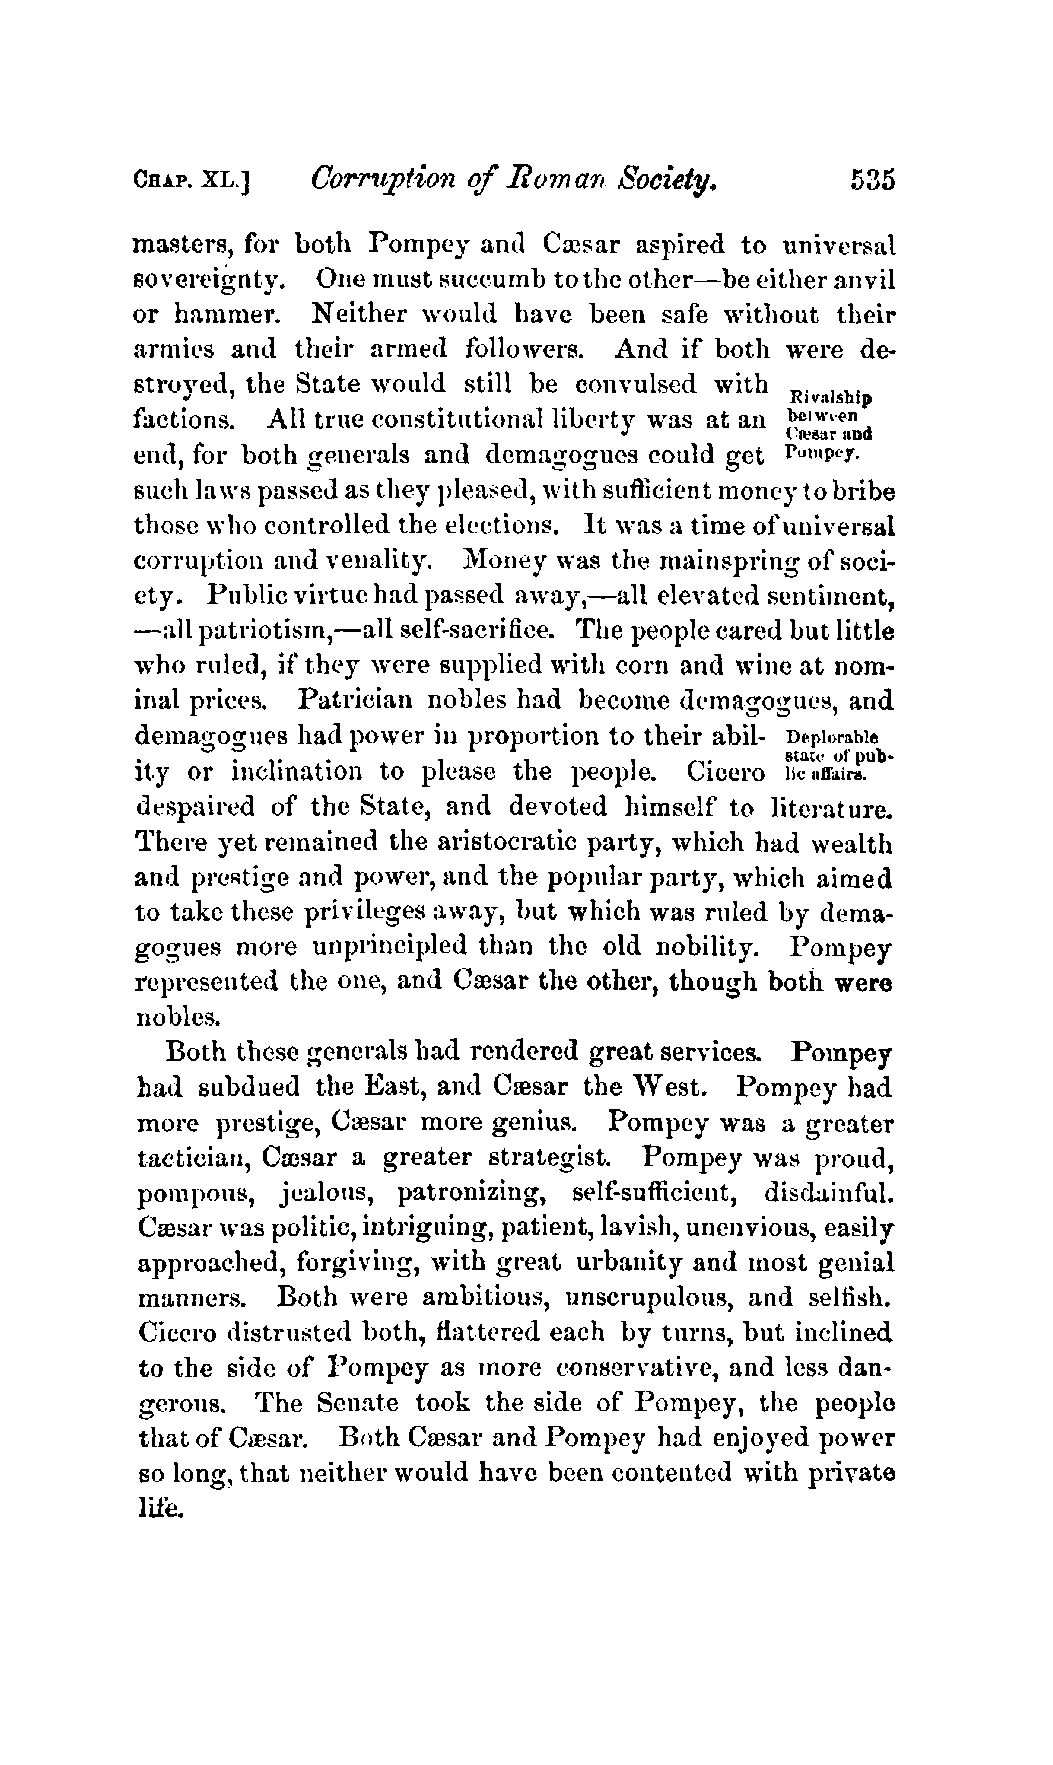 CHAP. XL.] Corruption of Roman Society. 535
masters, for both Pompey and Cæsar aspired to universal
sovereignty. One must succumb to the other—be either anvil
or hammer. Neither would have been safe without their
armies and their armed followers. And if both were de-
stroyed, the State would still be convulsed with
factions. All true constitutional liberty was at an
end, for both generals and demagogues could get
Rivalship
between
Cæsar and
Pompey.
such laws passed as they pleased, with sufficient money to bribe
those who controlled the elections. It was a time of universal
corruption and venality. Money was the mainspring of soci-
ety. Public virtue had passed away,—all elevated sentiment,
—all patriotism,—all self-sacrifice. The people cared but little
who ruled, if they were supplied with corn and wine at nom-
inal prices. Patrician nobles had become demagogues, and
demagogues had power in proportion to their abil-
ity or inclination to please the people. Cicero
Deplorable
state of pub-
lic affairs.
despaired of the State, and devoted himself to literature.
There yet remained the aristocratic party, which had wealth
and prestige and power, and the popular party, which aimed
to take these privileges away, but which was ruled by dema-
gogues more unprincipled than the old nobility. Pompey
represented the one, and Cæsar the other, though both were
nobles.
Both these generals had rendered great services. Pompey
had subdued the East, and Cæsar the West. Pompey had
more prestige, Cæsar more genius. Pompey was a greater
tactician, Cæsar a greater strategist. Pompey was proud,
pompous, jealous, patronizing, self-sufficient, disdainful.
Cæsar was politic, intriguing, patient, lavish, unenvious, easily
approached, forgiving, with great urbanity and most genial
manners. Both were ambitious, unscrupulous, and selfish.
Cicero distrusted both, flattered each by turns, but inclined
to the side of Pompey as more conservative, and less dan-
gerous. The Senate took the side of Pompey, the people
that of Cæsar. Both Cæsar and Pompey had enjoyed power
so long, that neither would have been contented with private
life.